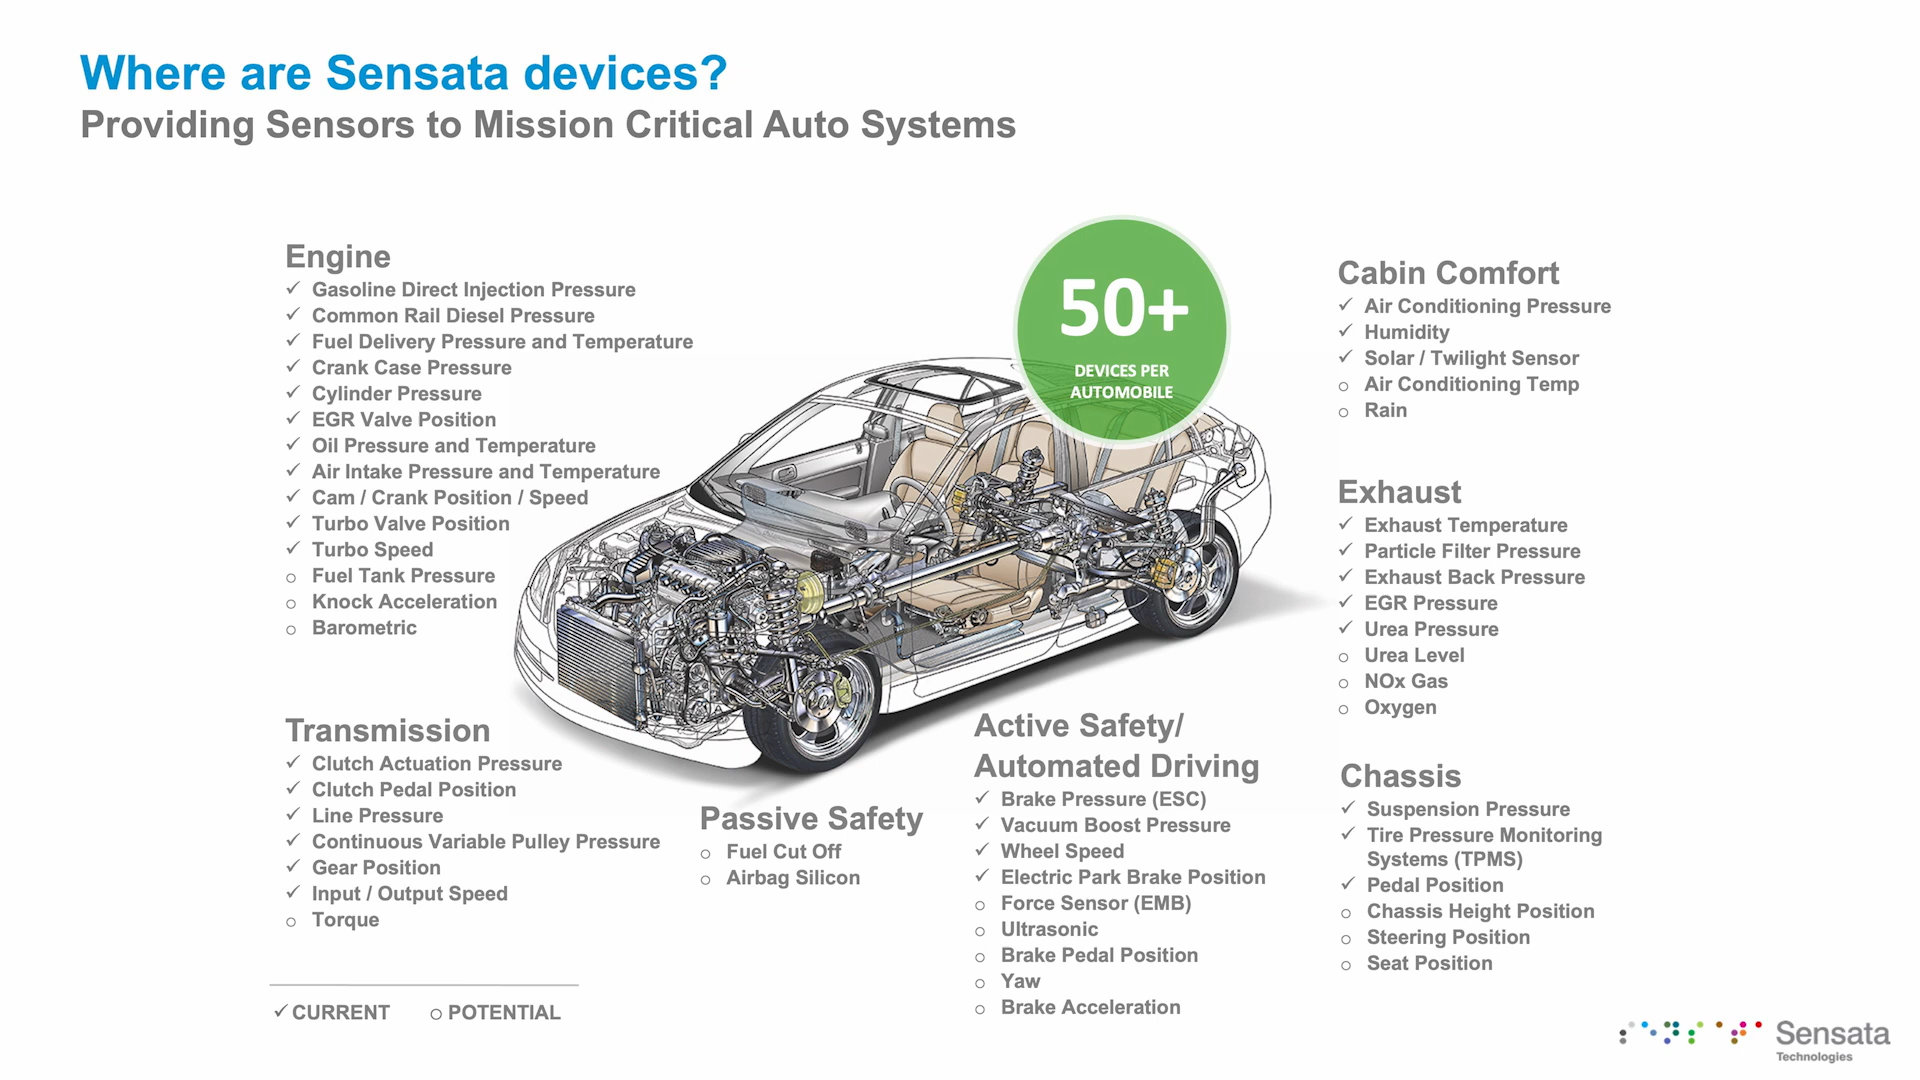 Where are Sensata devices?
Providing Sensors to Mission Critical Auto Systems
Engine
✓ Gasoline Direct Injection Pressure
✓ Common Rail Diesel Pressure
✓ Fuel Delivery Pressure and Temperature
✓ Crank Case Pressure
✓ Cylinder Pressure
✓ EGR Valve Position
✓ Oil Pressure and Temperature
✓ Air Intake Pressure and Temperature
✓ Cam / Crank Position / Speed
✓ Turbo Valve Position
✓ Turbo Speed
○ Fuel Tank Pressure
○ Knock Acceleration
○ Barometric
Transmission
✓ Clutch Actuation Pressure
✓ Clutch Pedal Position
✓ Line Pressure
✓ Continuous Variable Pulley Pressure
✓ Gear Position
✓ Input / Output Speed
○ Torque
✓ CURRENT ○ POTENTIAL
50+
DEVICES PER
AUTOMOBILE
Passive Safety
○ Fuel Cut Off
○ Airbag Silicon
Active Safety/
Automated Driving
✓ Brake Pressure (ESC)
✓ Vacuum Boost Pressure
✓ Wheel Speed
✓ Electric Park Brake Position
○ Force Sensor (EMB)
○ Ultrasonic
○ Brake Pedal Position
○ Yaw
○ Brake Acceleration
Cabin Comfort
✓ Air Conditioning Pressure
✓ Humidity
✓ Solar / Twilight Sensor
○ Air Conditioning Temp
○ Rain
Exhaust
✓ Exhaust Temperature
✓ Particle Filter Pressure
✓ Exhaust Back Pressure
✓ EGR Pressure
✓ Urea Pressure
○ Urea Level
○ NOx Gas
○ Oxygen
Chassis
✓ Suspension Pressure
✓ Tire Pressure Monitoring
Systems (TPMS)
✓ Pedal Position
○ Chassis Height Position
○ Steering Position
○ Seat Position
Sensata
Technologies